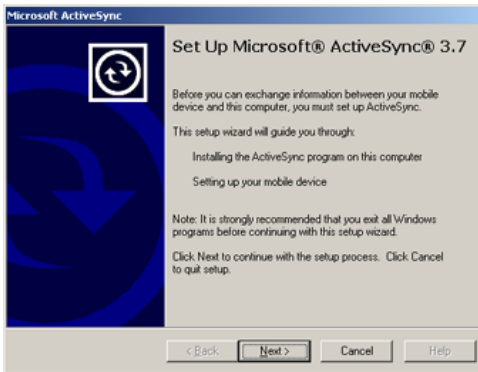 Microsoft ActiveSync
Set Up Microsoft® ActiveSync® 3.7
Before you can exchange information between your mobile
device and this computer, you must set up ActiveSync.
This setup wizard will guide you through:
Installing the ActiveSync program on this computer
Setting up your mobile device
Note: It is strongly recommended that you exit all Windows
programs before continuing with this setup wizard.
Click Next to continue with the setup process. Click Cancel
to quit setup.
< Back Next > Cancel Help